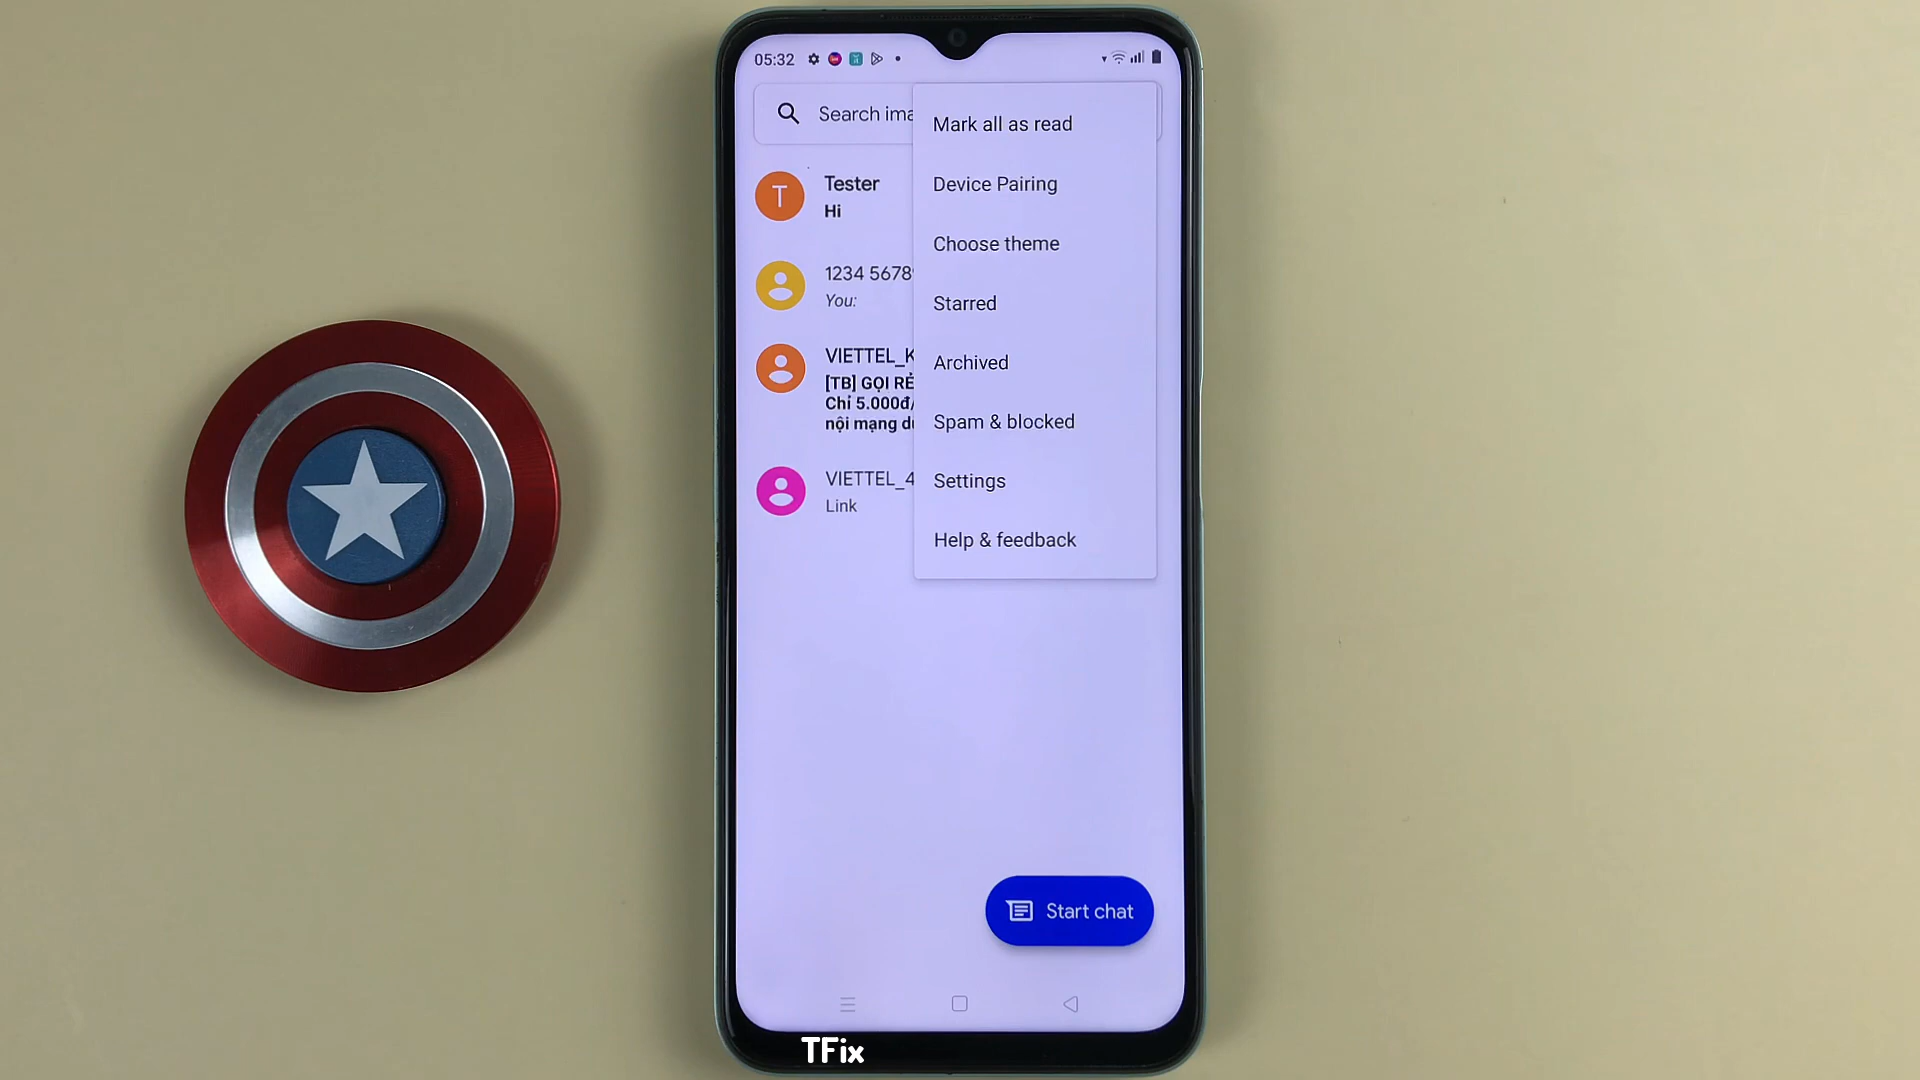 05:32
Search ima
Mark all as read
Device Pairing
Choose theme
Starred
Archived
Spam & blocked
Settings
Help & feedback
T
Tester
Hi
1234 5678
You:
VIETTEL_K
[TB] GỌI RẺ
Chỉ 5.000đ/
nội mạng
VIETTEL_4
Link
Start chat
TFix